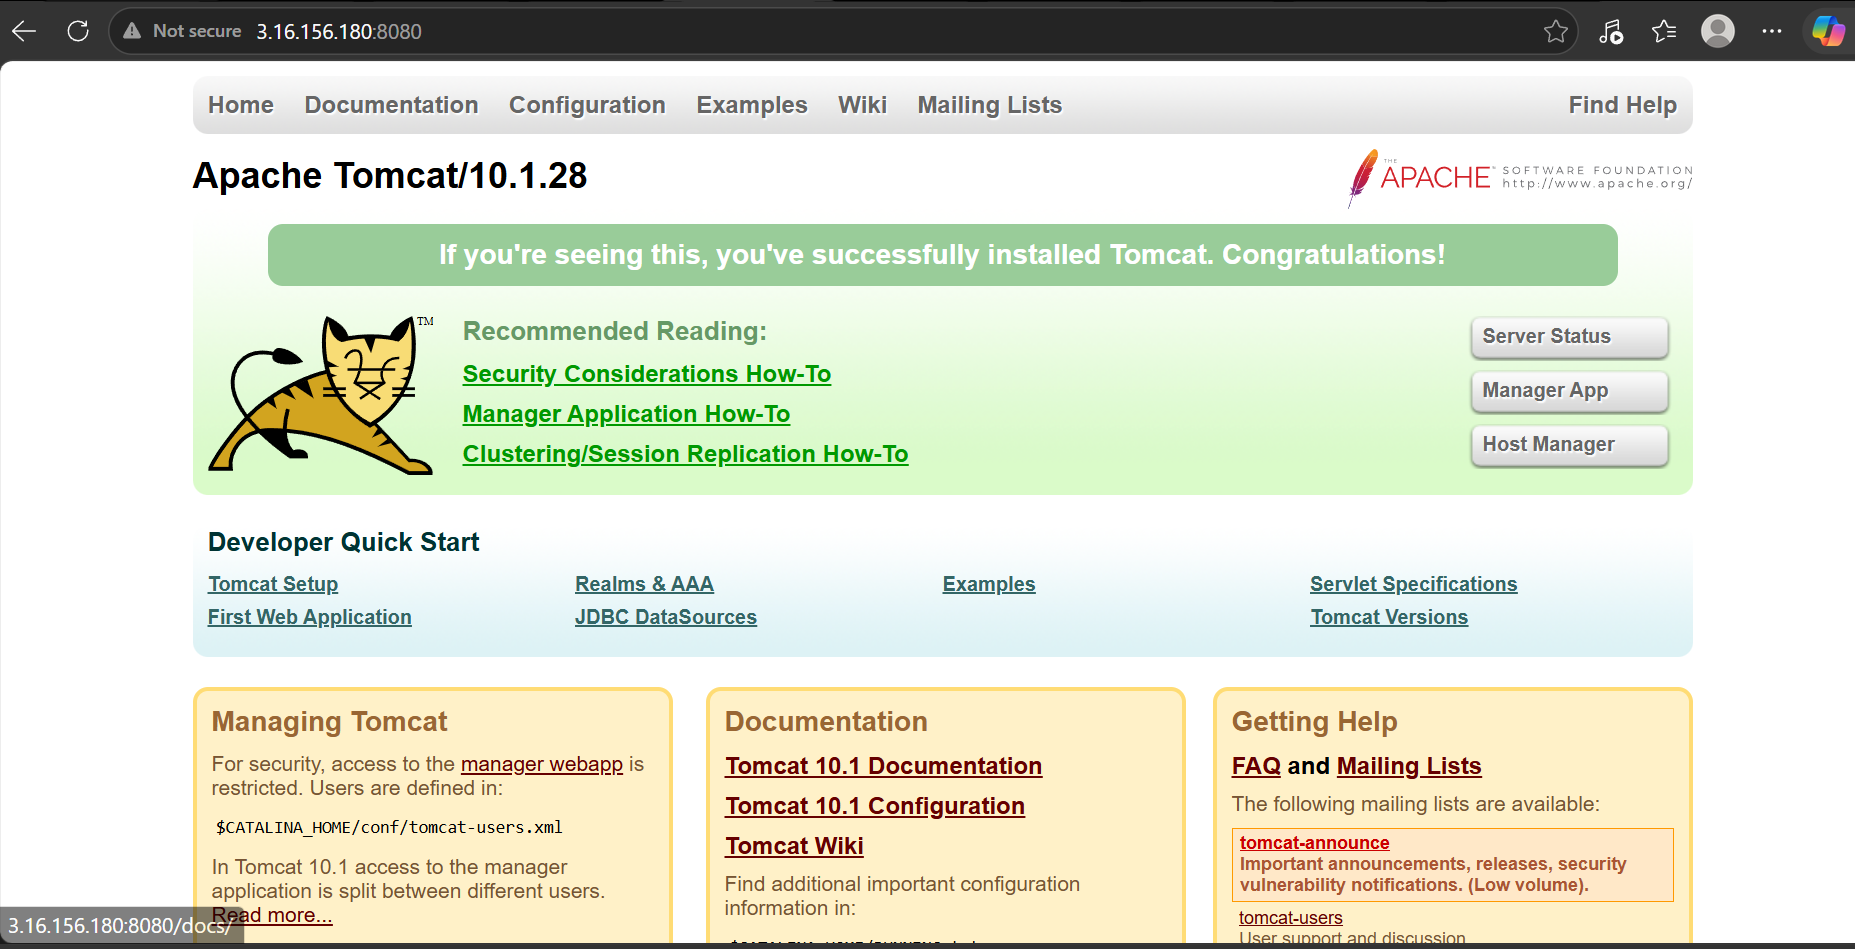 Not secure 3.16.156.180:8080
Home Documentation Configuration Examples Wiki Mailing Lists Find Help
Apache Tomcat/10.1.28
THE APACHE™ SOFTWARE FOUNDATION
http://www.apache.org/
If you're seeing this, you've successfully installed Tomcat. Congratulations!
TM
Recommended Reading:
Security Considerations How-To
Manager Application How-To
Clustering/Session Replication How-To
Server Status
Manager App
Host Manager
Developer Quick Start
Tomcat Setup
First Web Application
Realms & AAA
JDBC DataSources
Examples
Servlet Specifications
Tomcat Versions
Managing Tomcat
For security, access to the manager webapp is
restricted. Users are defined in:
$CATALINA_HOME/conf/tomcat-users.xml
In Tomcat 10.1 access to the manager
application is split between different users.
Read more...
Documentation
Tomcat 10.1 Documentation
Tomcat 10.1 Configuration
Tomcat Wiki
Find additional important configuration
information in:
Getting Help
FAQ and Mailing Lists
The following mailing lists are available:
tomcat-announce
Important announcements, releases, security
vulnerability notifications. (Low volume).
tomcat-users
User support and discussion
3.16.156.180:8080/docs/